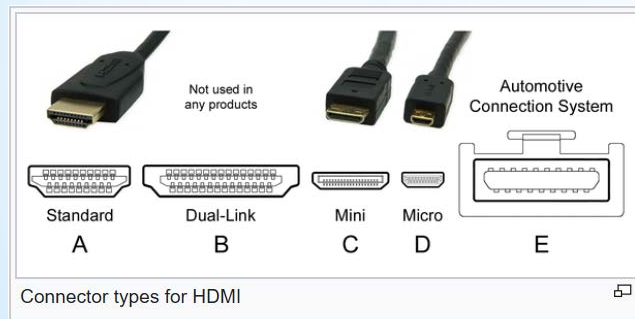 Not used in
any products
Automotive
Connection System
Standard
Dual-Link
Mini
Micro
A
B
C
D
E
Connector types for HDMI